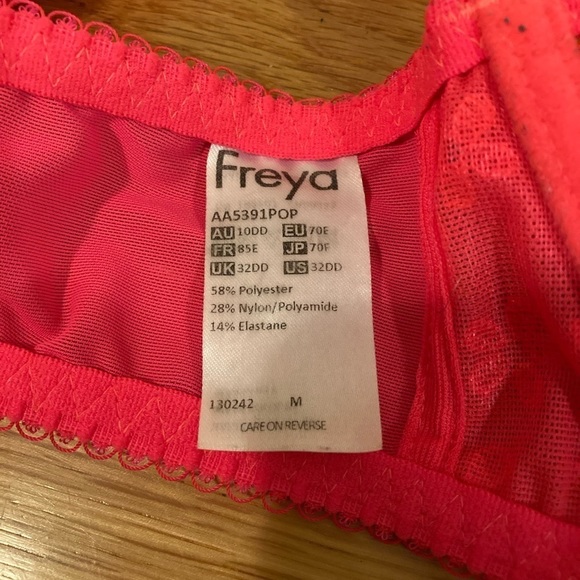 Freya
AA5391POP
AU 10DD EU 70E
FR 85E JP 70F
UK 32DD US 32DD
58% Polyester
28% Nylon/Polyamide
14% Elastane
130242 M
CARE ON REVERSE